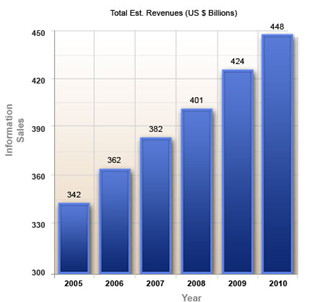 Total Est. Revenues (US $ Billions)
450
420
390
360
330
300
Information
Sales
342
362
382
401
424
448
2005 2006 2007 2008 2009 2010
Year